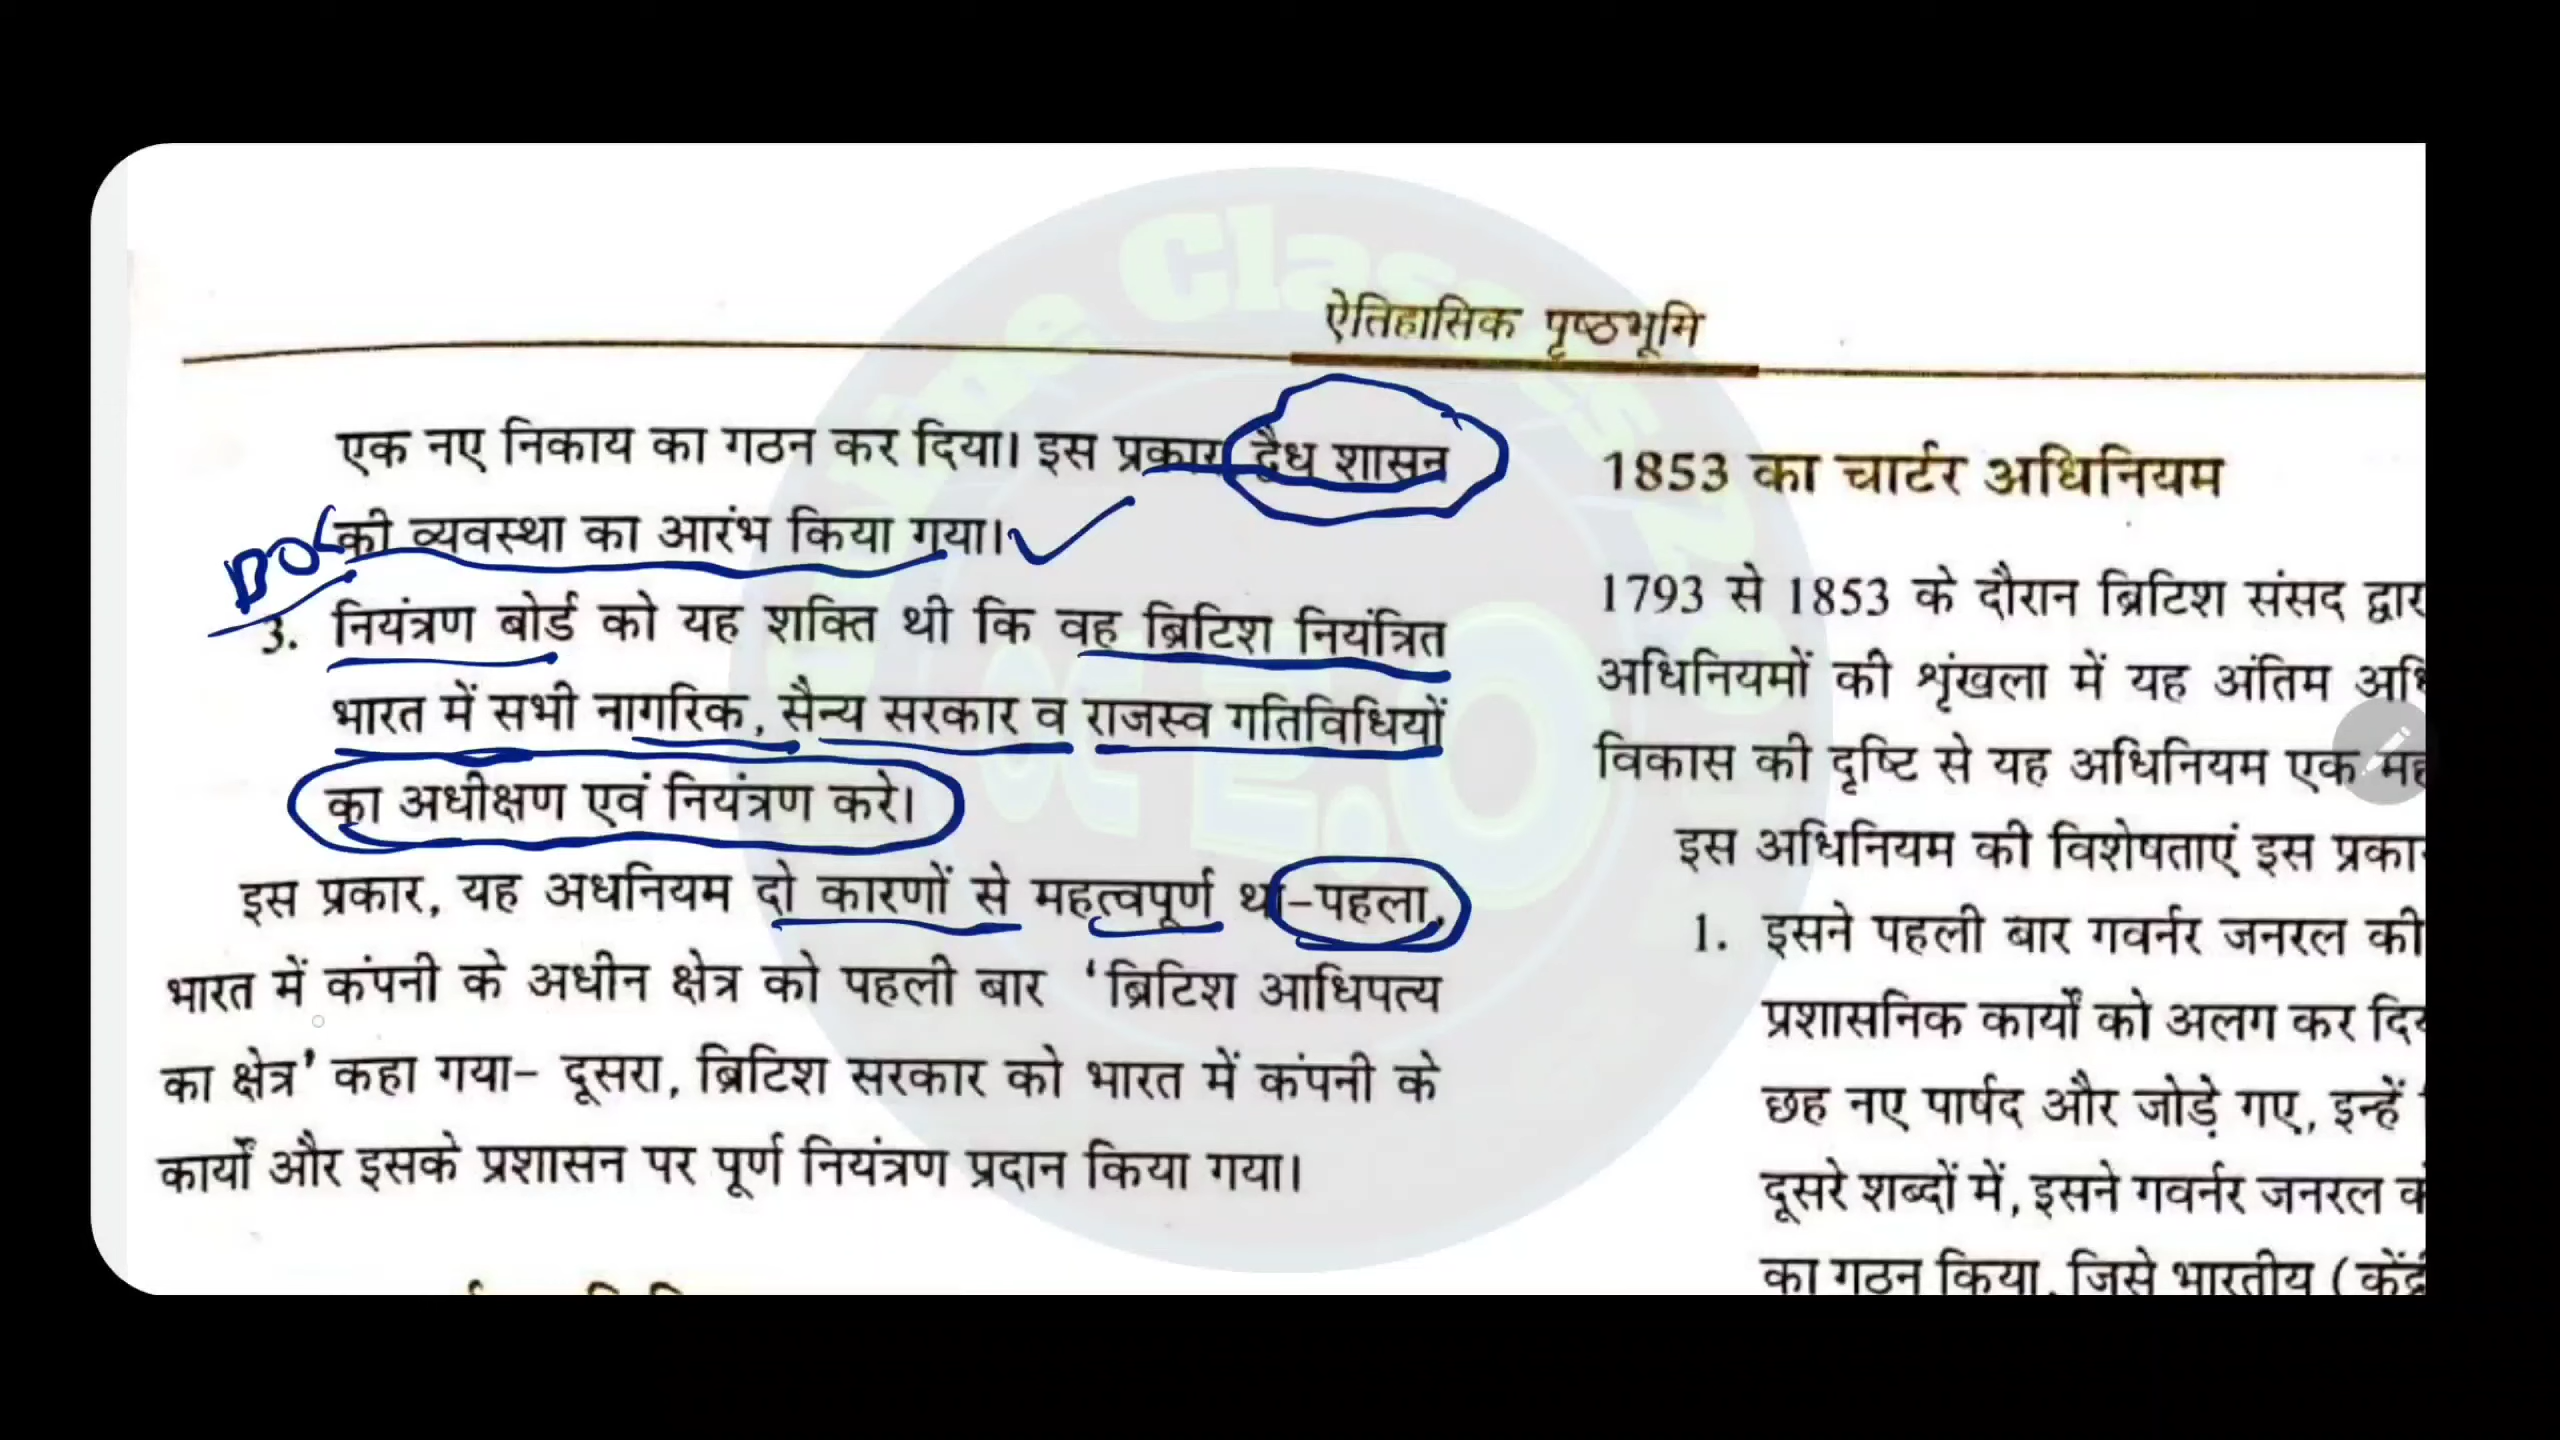 ऐतिहासिक पृष्ठभूमि
एक नए निकाय का गठन कर दिया। इस प्रकार द्वैध शासन
की व्यवस्था का आरंभ किया गया।
3. नियंत्रण बोर्ड को यह शक्ति थी कि वह ब्रिटिश नियंत्रित
भारत में सभी नागरिक, सैन्य सरकार व राजस्व गतिविधियों
का अधीक्षण एवं नियंत्रण करे।
इस प्रकार, यह अधनियम दो कारणों से महत्वपूर्ण था–पहला,
भारत में कंपनी के अधीन क्षेत्र को पहली बार ‘ब्रिटिश आधिपत्य
का क्षेत्र’ कहा गया– दूसरा, ब्रिटिश सरकार को भारत में कंपनी के
कार्यों और इसके प्रशासन पर पूर्ण नियंत्रण प्रदान किया गया।
1853 का चार्टर अधिनियम
1793 से 1853 के दौरान ब्रिटिश संसद
अधिनियमों की शृंखला में यह अंतिम
विकास की दृष्टि से यह अधिनियम एक
इस अधिनियम की विशेषताएं इस
1. इसने पहली बार गवर्नर जनरल की
प्रशासनिक कार्यों को अलग कर
छह नए पार्षद और जोड़े गए, इन्हें
दूसरे शब्दों में, इसने गवर्नर जनरल
का गठन किया, जिसे भारतीय